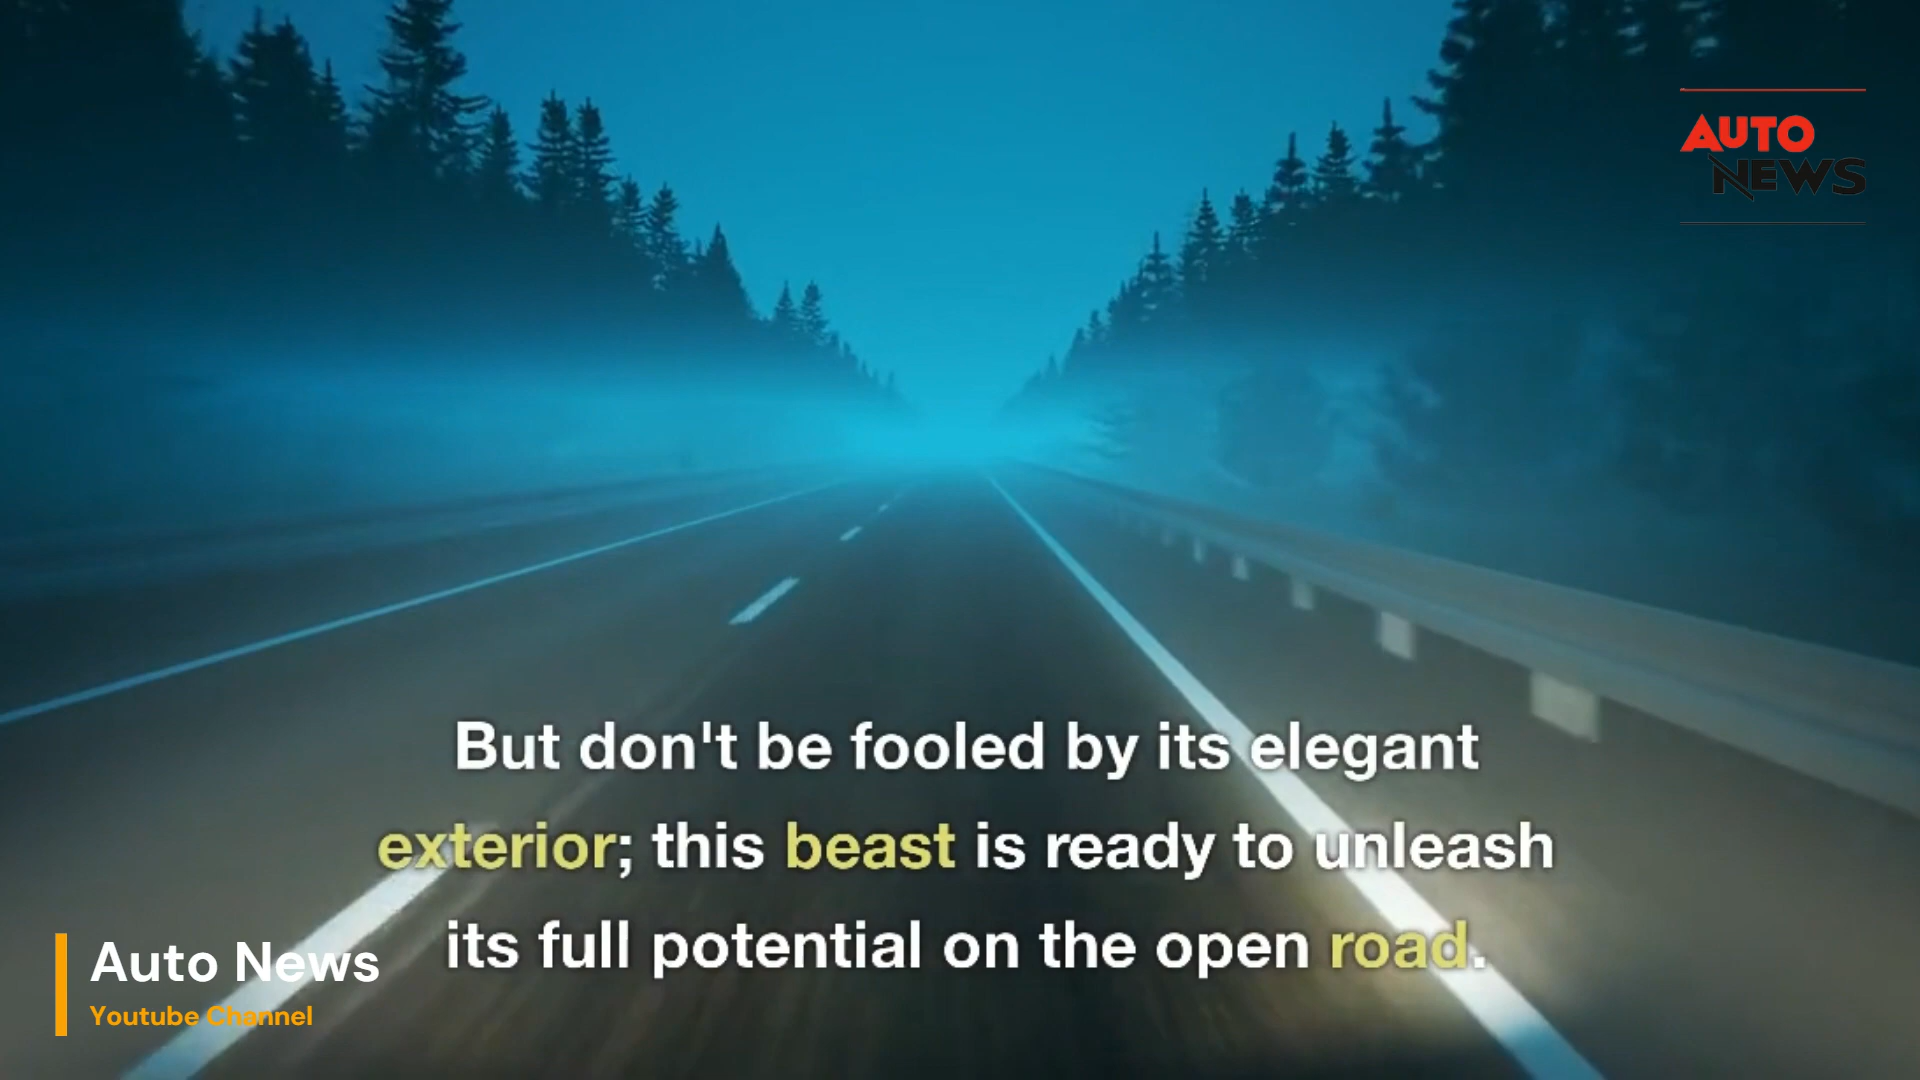 AUTO
NEWS
But don't be fooled by its elegant
exterior; this beast is ready to unleash
its full potential on the open road.
Auto News
Youtube Channel